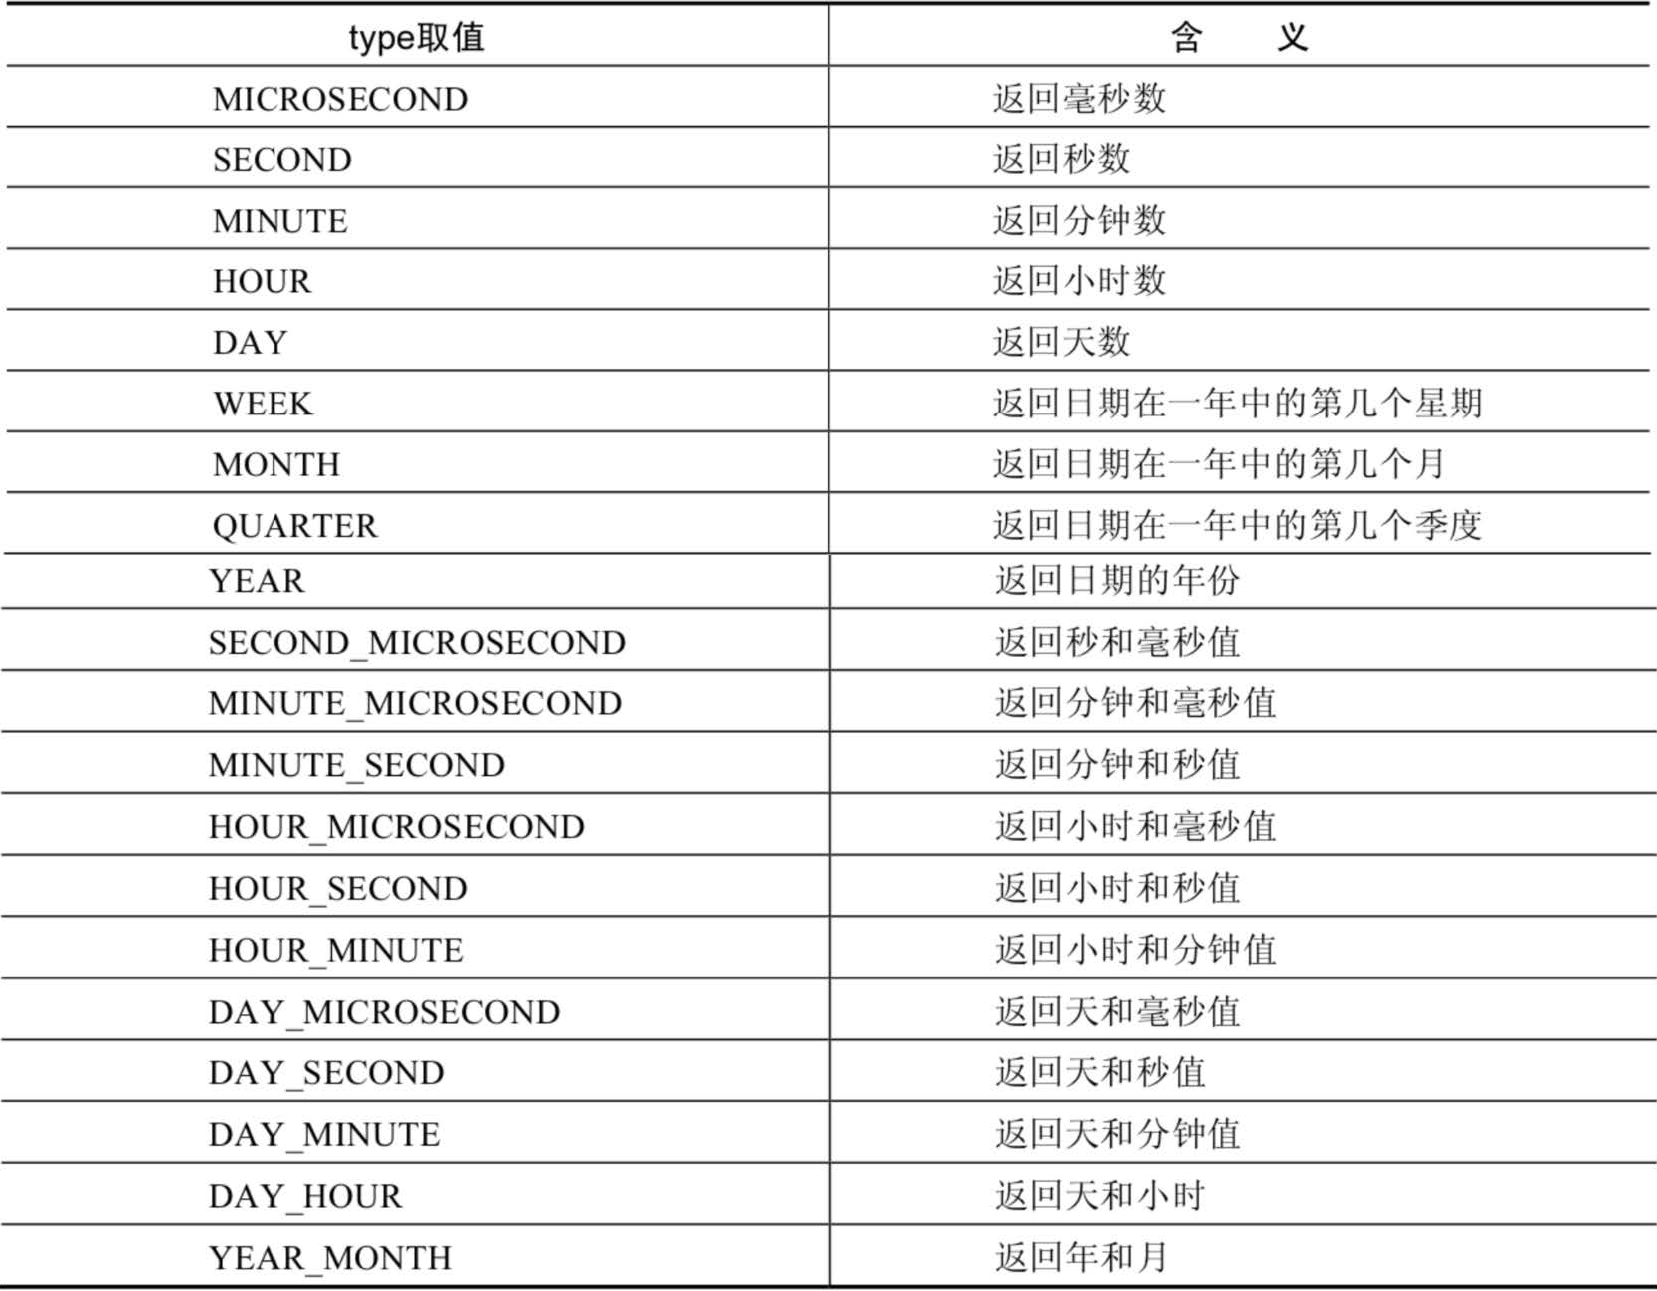 type取值 含 义
MICROSECOND 返回毫秒数
SECOND 返回秒数
MINUTE 返回分钟数
HOUR 返回小时数
DAY 返回天数
WEEK 返回日期在一年中的第几个星期
MONTH 返回日期在一年中的第几个月
QUARTER 返回日期在一年中的第几个季度
YEAR 返回日期的年份
SECOND_MICROSECOND 返回秒和毫秒值
MINUTE_MICROSECOND 返回分钟和毫秒值
MINUTE_SECOND 返回分钟和秒值
HOUR_MICROSECOND 返回小时和毫秒值
HOUR_SECOND 返回小时和秒值
HOUR_MINUTE 返回小时和分钟值
DAY_MICROSECOND 返回天和毫秒值
DAY_SECOND 返回天和秒值
DAY_MINUTE 返回天和分钟值
DAY_HOUR 返回天和小时
YEAR_MONTH 返回年和月